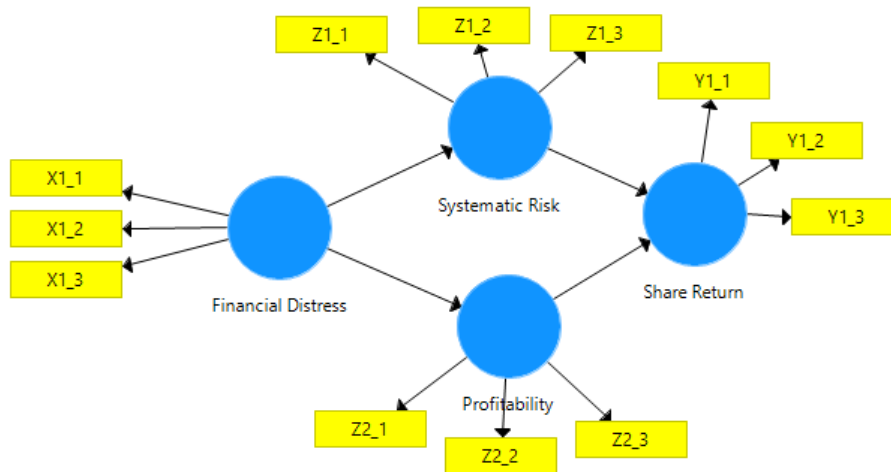 Z1_1
Z1_2
Z1_3
Y1_1
Y1_2
Y1_3
X1_1
X1_2
X1_3
Systematic Risk
Financial Distress
Share Return
Profitability
Z2_1
Z2_2
Z2_3